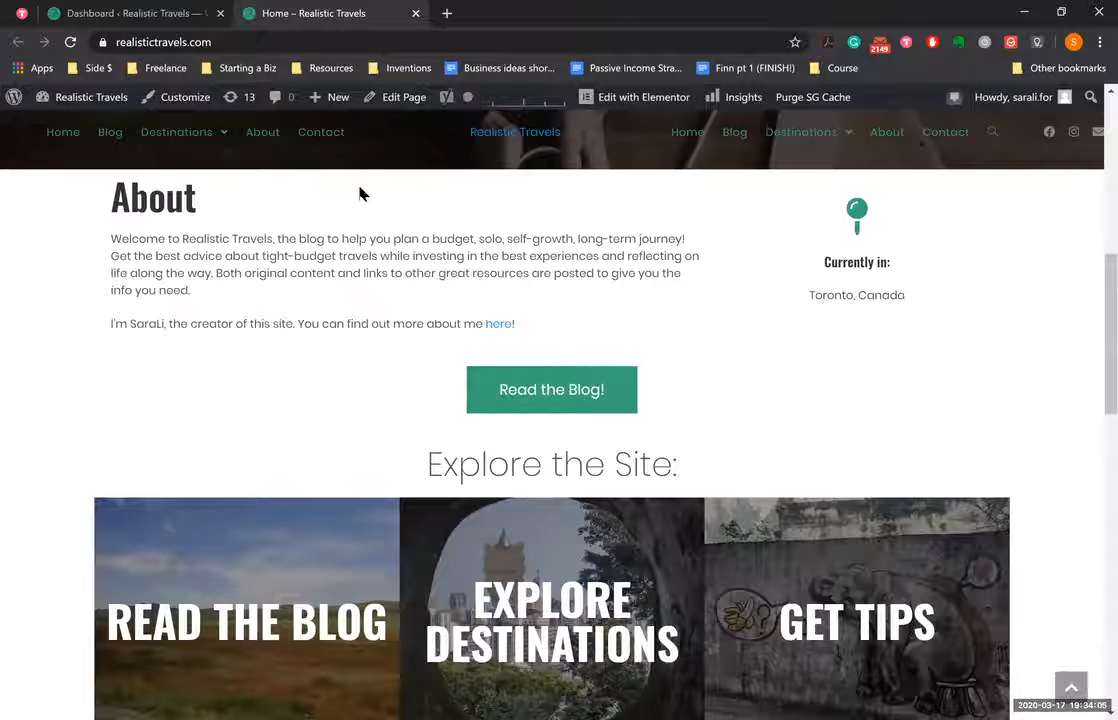 Dashboard ‹ Realistic Travels —
Home – Realistic Travels
realistictravels.com
2149
S
Apps
Side $
Freelance
Starting a Biz
Resources
Inventions
Business ideas shor...
Passive Income Stra...
Finn pt 1 (FINISH!)
Course
Other bookmarks
Realistic Travels
Customize
13
0
New
Edit Page
Edit with Elementor
Insights
Purge SG Cache
Howdy, sarali.for
Home
Blog
Destinations
About
Contact
Realistic Travels
Home
Blog
Destinations
About
Contact
About
Welcome to Realistic Travels, the blog to help you plan a budget, solo, self-growth, long-term journey!
Get the best advice about tight-budget travels while investing in the best experiences and reflecting on
life along the way. Both original content and links to other great resources are posted to give you the
info you need.
I'm SaraLi, the creator of this site. You can find out more about me here!
Currently in:
Toronto, Canada
Read the Blog!
Explore the Site:
READ THE BLOG
EXPLORE
DESTINATIONS
GET TIPS
2020-03-17 19:34:05